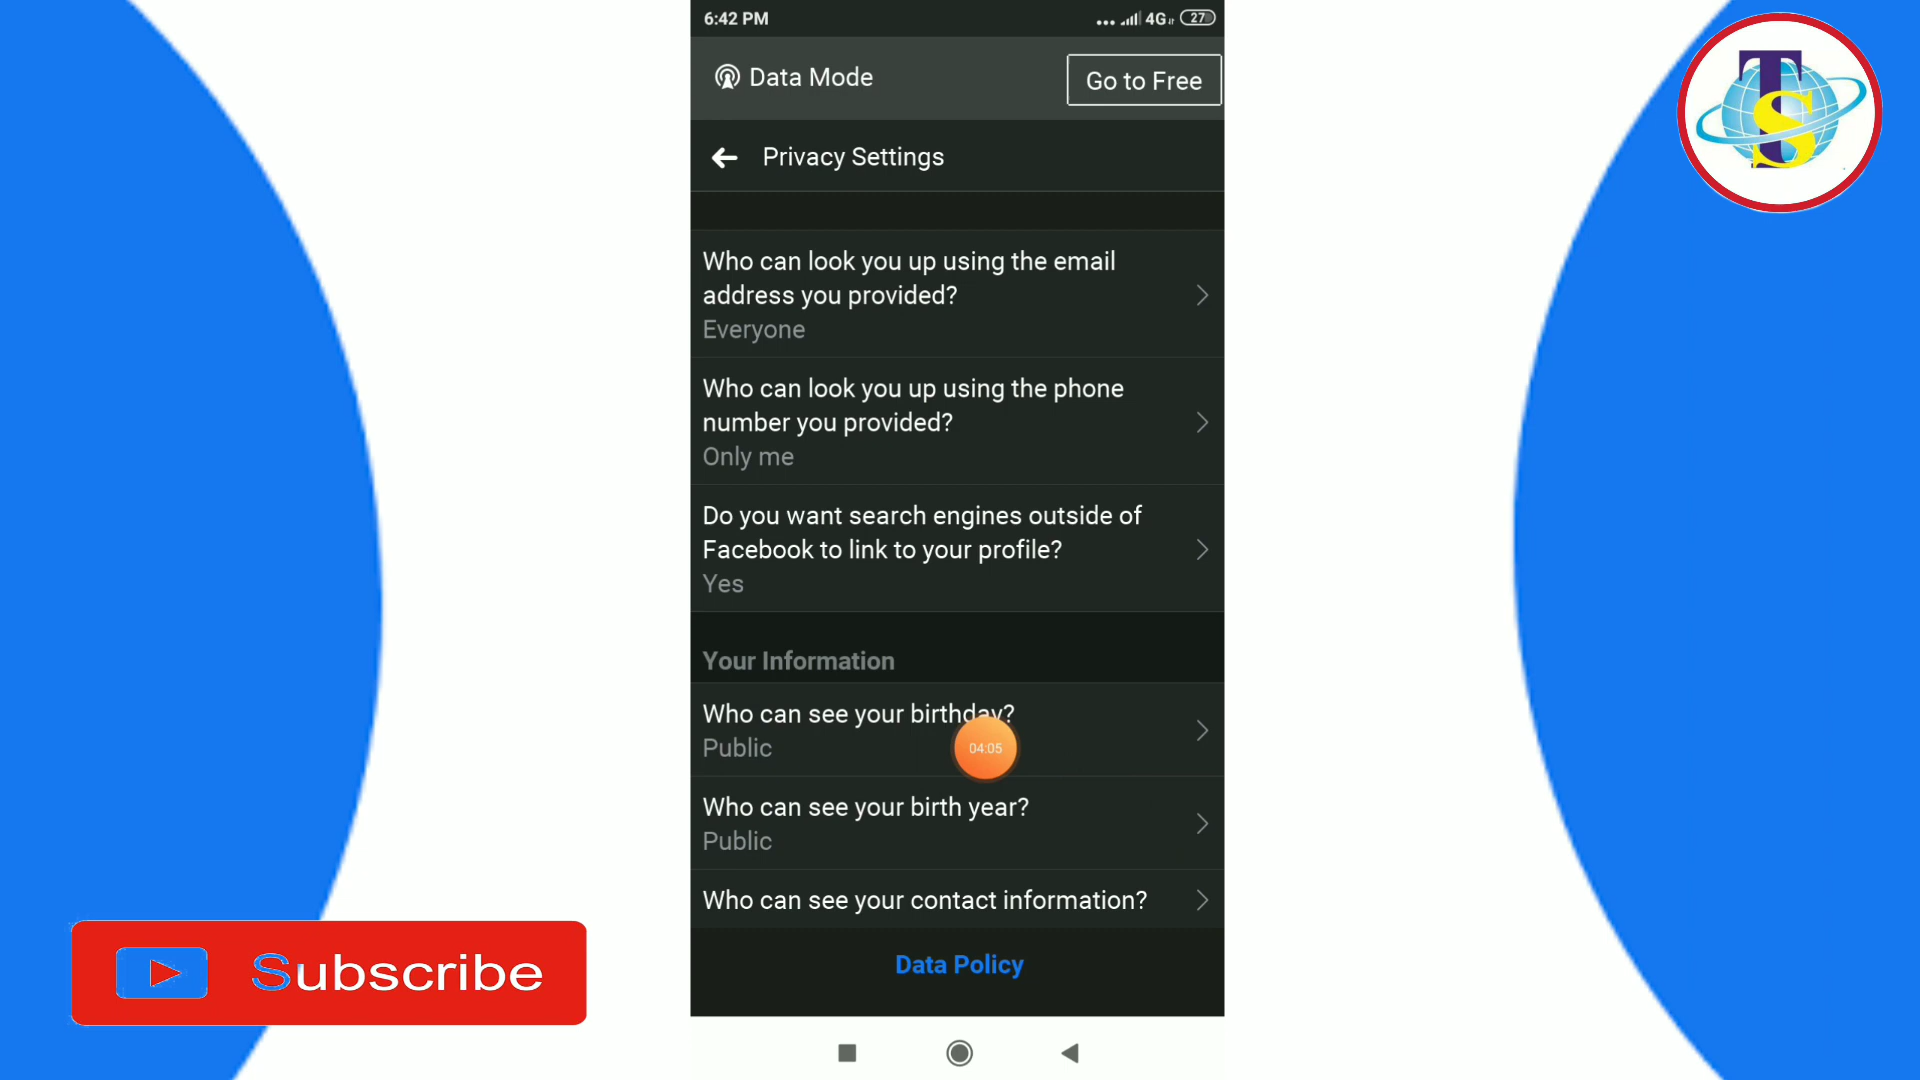 6:42 PM
4G
27
Data Mode
Go to Free
Privacy Settings
Who can look you up using the email
address you provided?
Everyone
Who can look you up using the phone
number you provided?
Only me
Do you want search engines outside of
Facebook to link to your profile?
Yes
Your Information
Who can see your birthday?
Public
04:05
Who can see your birth year?
Public
Who can see your contact information?
Data Policy
Subscribe
TS